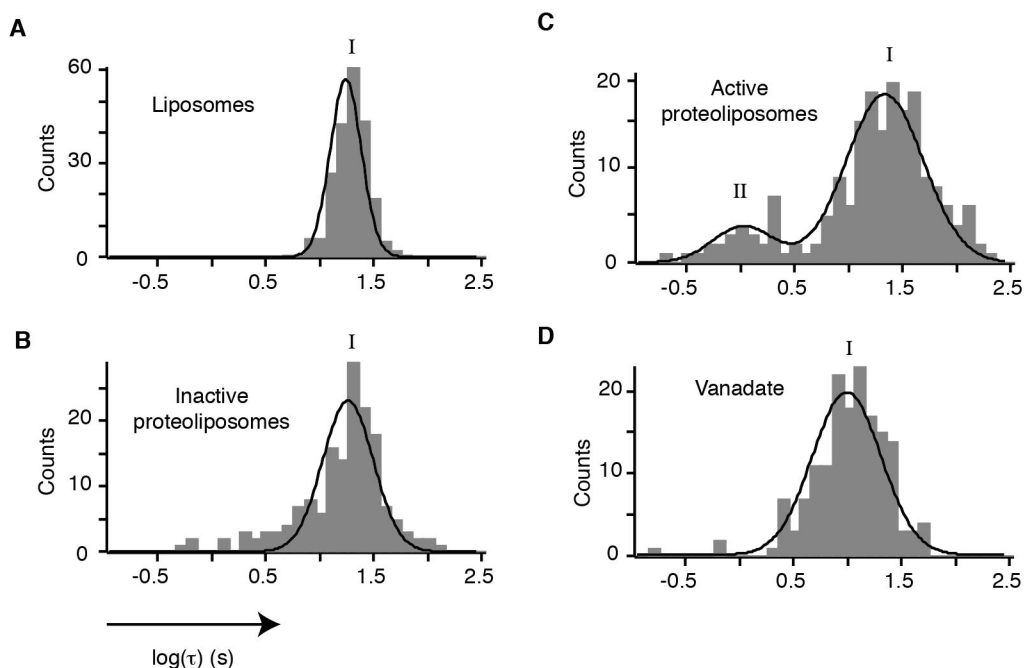 A
I
Liposomes
Counts
60
30
0
-0.5 0.5 1.5 2.5
B
I
Inactive
proteoliposomes
Counts
20
10
0
-0.5 0.5 1.5 2.5
log(τ) (s)
C
I
Active
proteoliposomes
II
Counts
20
10
0
-0.5 0.5 1.5 2.5
D
I
Vanadate
Counts
20
10
0
-0.5 0.5 1.5 2.5